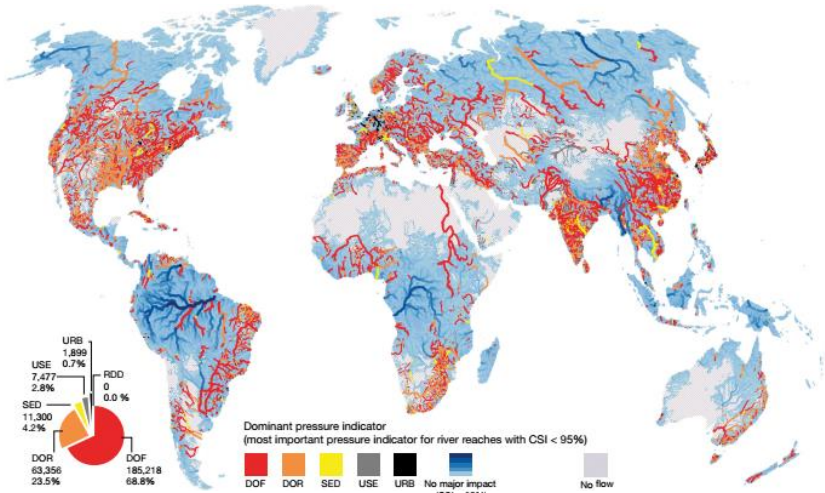 URB
1,899
0.7%
USE
7,477
2.8%
RDD
0
0.0 %
SED
11,300
4.2%
DOR
63,356
23.5%
DOF
185,218
68.8%
Dominant pressure indicator
(most important pressure indicator for river reaches with CSI < 95%)
DOF DOR SED USE URB No major impact No flow